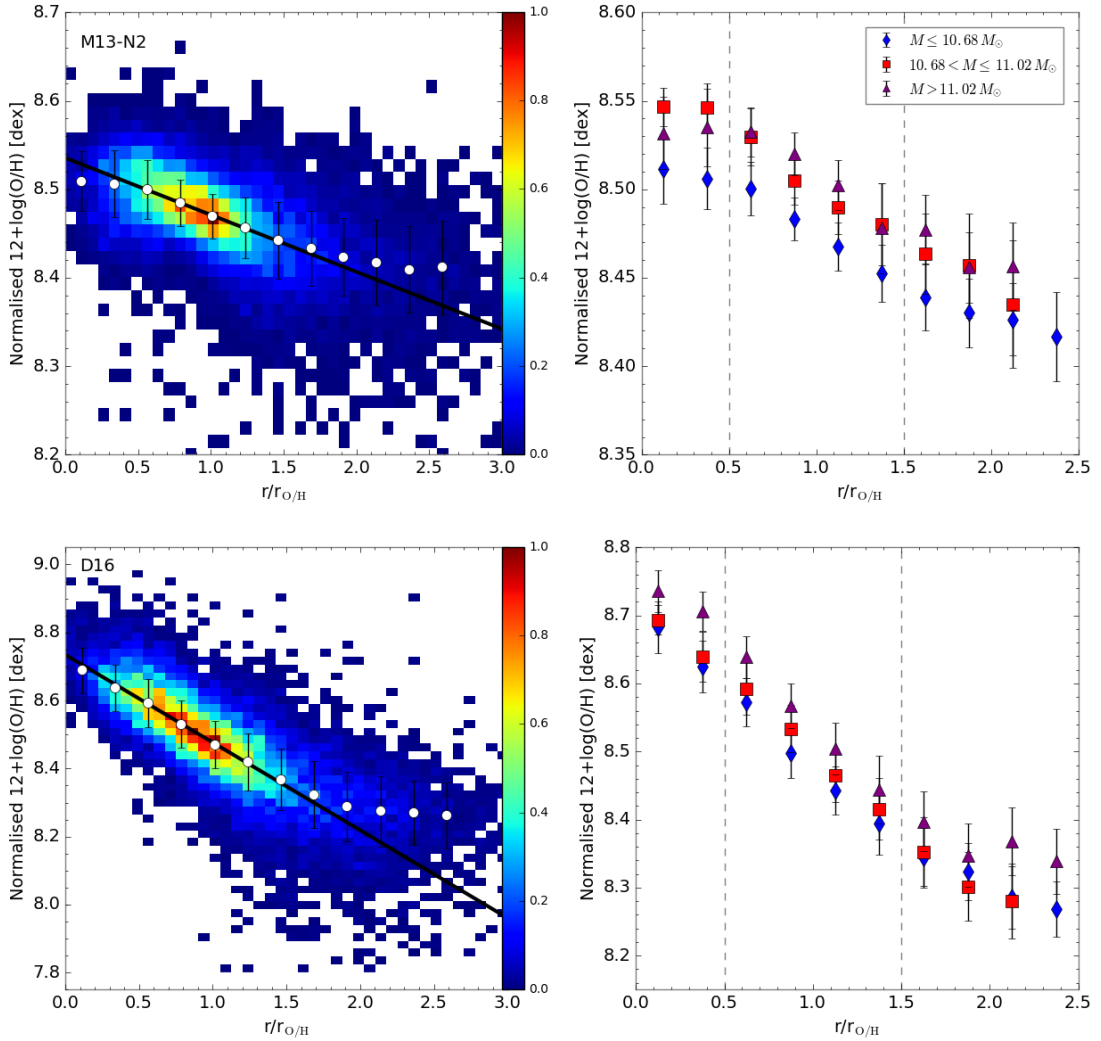 8.7
M13-N2
8.6
8.5
8.4
8.3
8.2
0.0 0.5 1.0 1.5 2.0 2.5 3.0
r/r_O/H
Normalised 12+log(O/H) [dex]
1.0
0.8
0.6
0.4
0.2
0.0
8.60
8.55
8.50
8.45
8.40
8.35
0.0 0.5 1.0 1.5 2.0 2.5
r/r_O/H
Normalised 12+log(O/H) [dex]
M ≤ 10.68 M⊙
10.68 < M ≤ 11.02 M⊙
M > 11.02 M⊙
D16
9.0
8.8
8.6
8.4
8.2
8.0
7.8
0.0 0.5 1.0 1.5 2.0 2.5 3.0
r/r_O/H
Normalised 12+log(O/H) [dex]
1.0
0.8
0.6
0.4
0.2
0.0
8.8
8.7
8.6
8.5
8.4
8.3
8.2
0.0 0.5 1.0 1.5 2.0 2.5
r/r_O/H
Normalised 12+log(O/H) [dex]